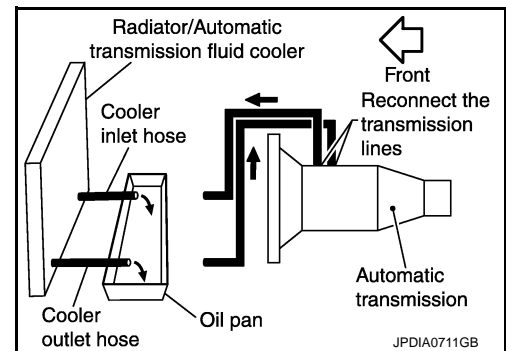 Radiator/Automatic
transmission fluid cooler
Front
Cooler
inlet hose
Reconnect the
transmission
lines
Automatic
transmission
Oil pan
Cooler
outlet hose
JPDIA0711GB